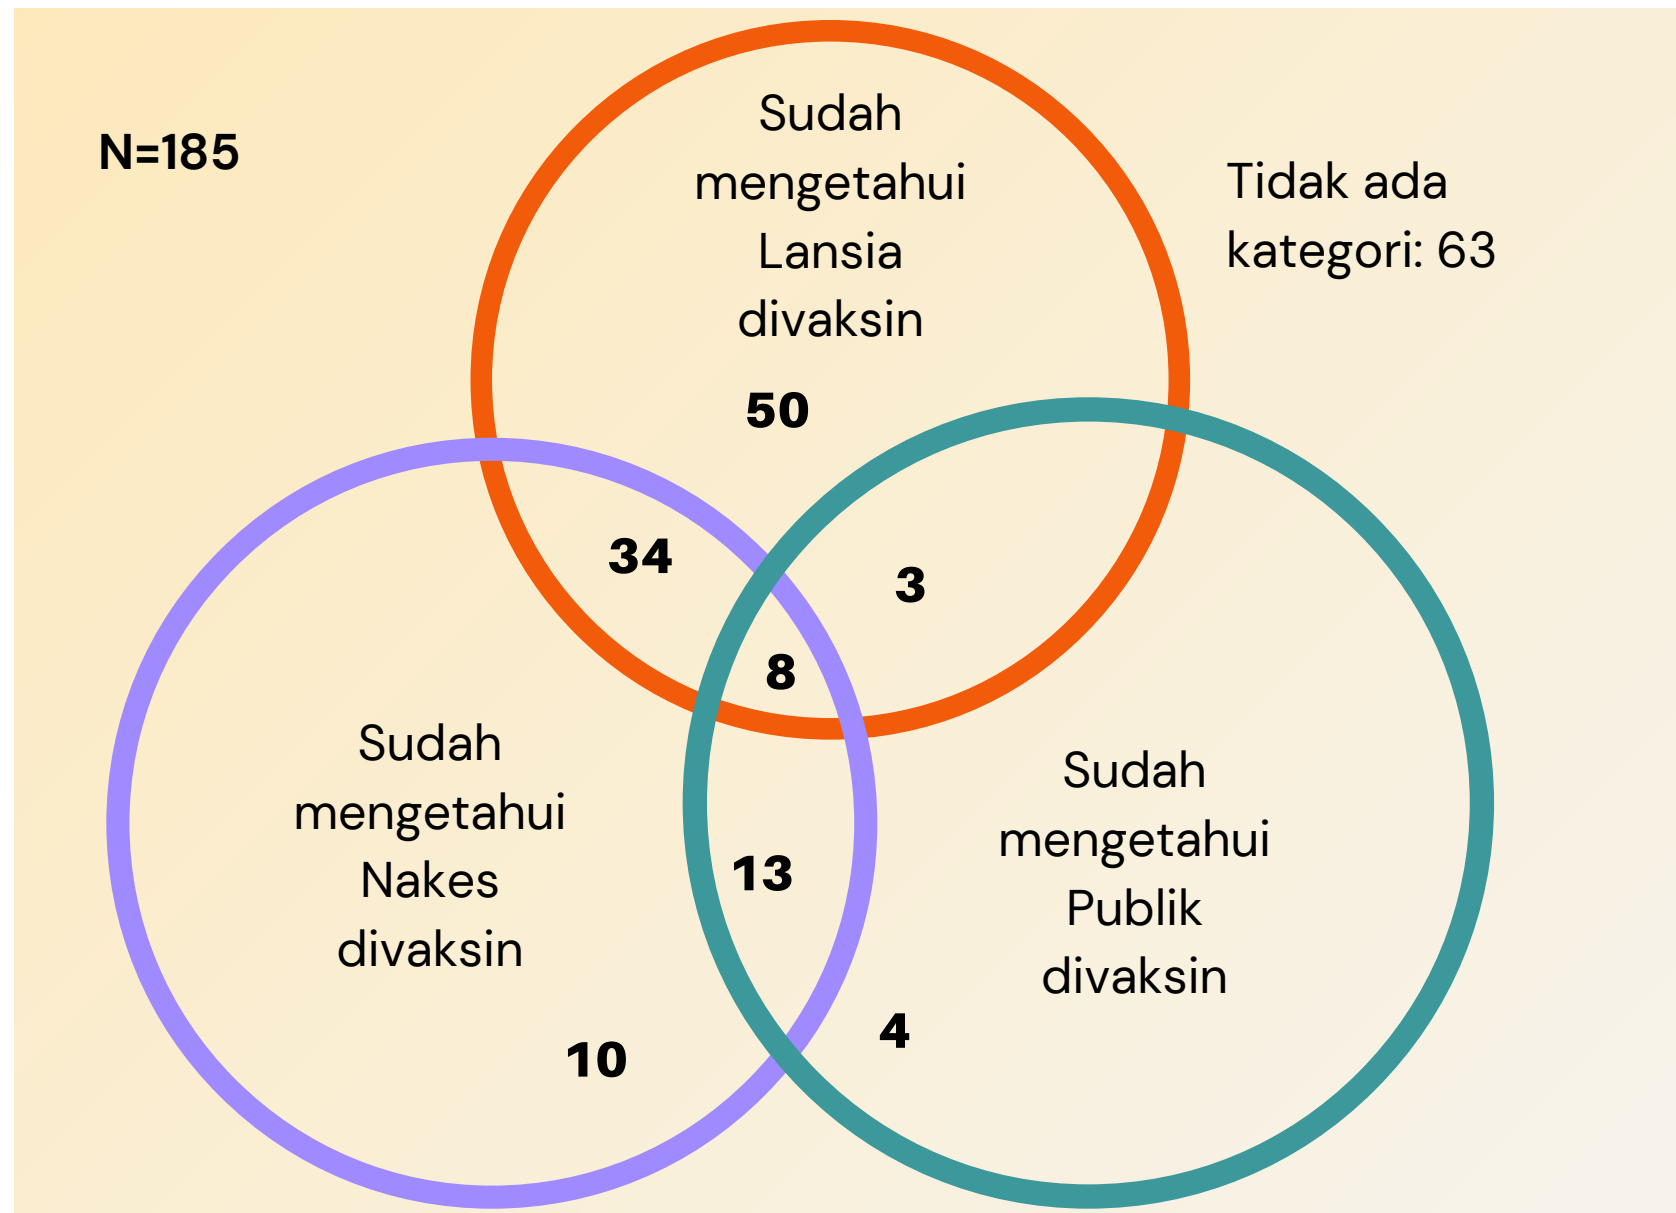 N=185
Sudah
mengetahui
Lansia
divaksin
50
Tidak ada
kategori: 63
34
3
8
Sudah
mengetahui
Nakes
divaksin
10
13
Sudah
mengetahui
Publik
divaksin
4